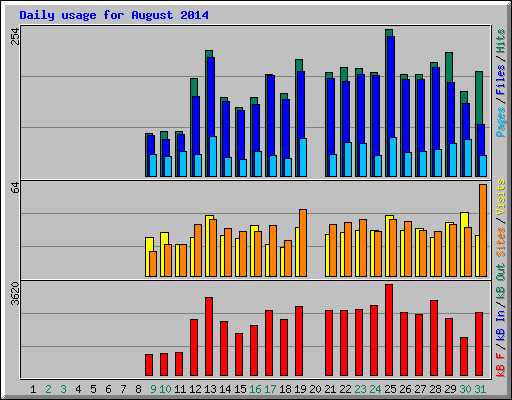 Daily usage for August 2014
254
64
3620
Pages / Files / Hits
Sites / Visits
kB F / kB In / kB Out
1 2 3 4 5 6 7 8 9 10 11 12 13 14 15 16 17 18 19 20 21 22 23 24 25 26 27 28 29 30 31